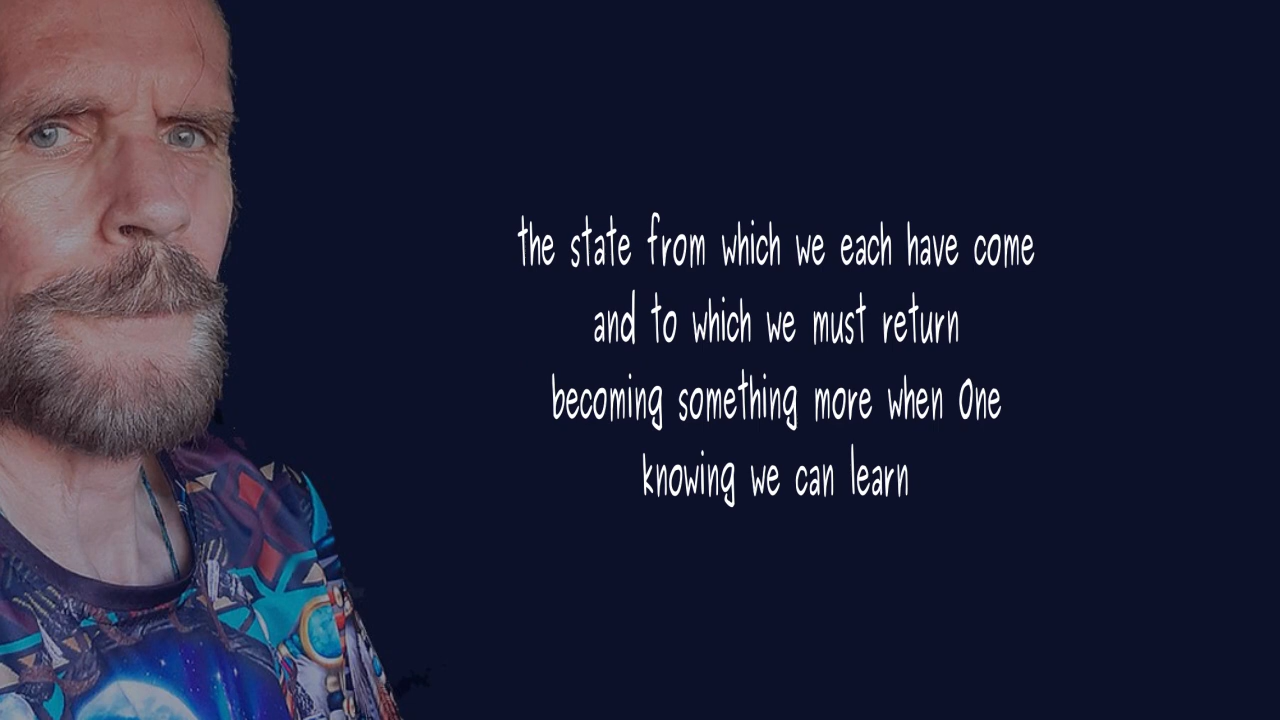 the state from which we each have come
and to which we must return
becoming something more when One
knowing we can learn